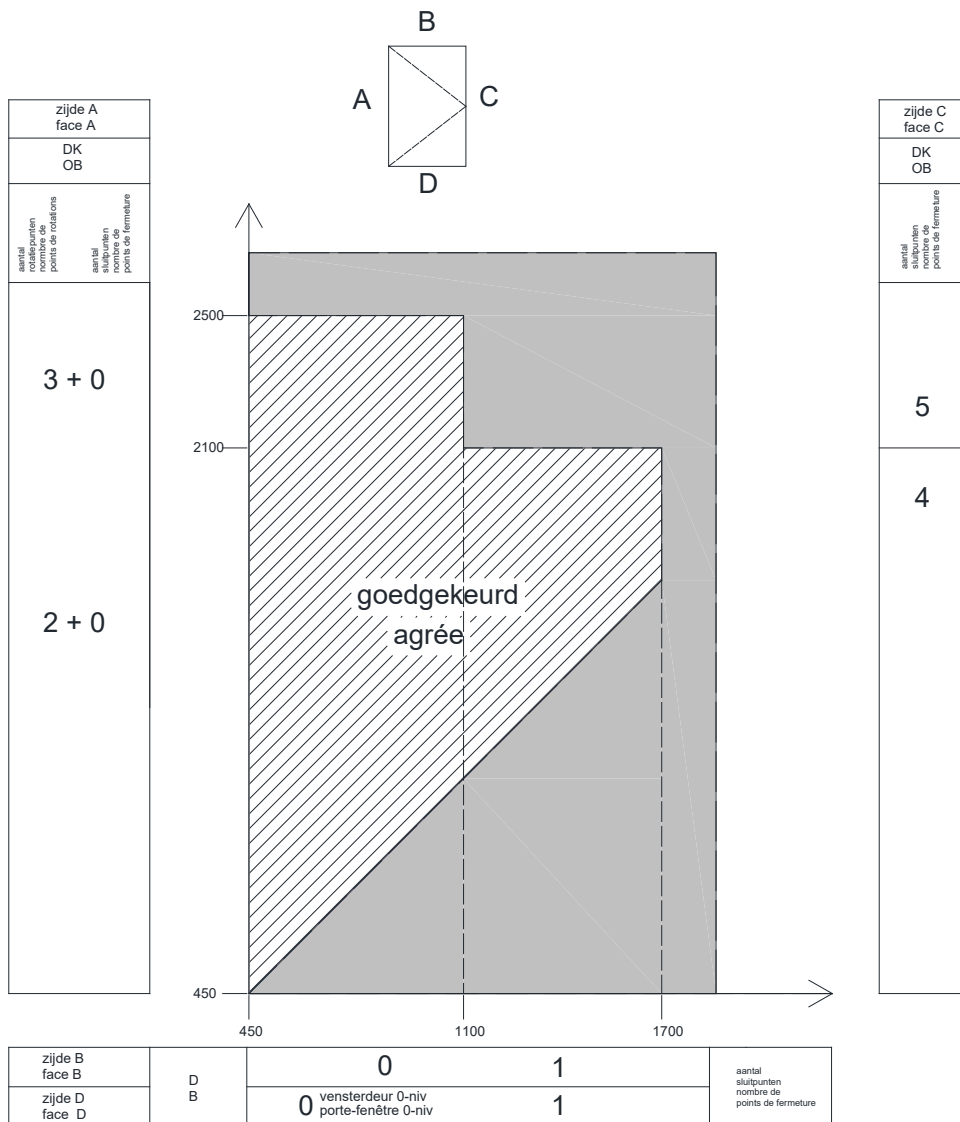 B
A
C
D
zijde A
face A
DK
OB
aantal
rotatiepunten
nombre de
points de rotations
aantal
sluitpunten
nombre de
points de fermeture
3 + 0
2 + 0
zijde C
face C
DK
OB
aantal
sluitpunten
nombre de
points de fermeture
5
4
2500
2100
goedgekeurd
agrée
450
450
1100
1700
zijde B
face B
zijde D
face D
D
B
0
1
0
vensterdeur 0-niv
porte-fenêtre 0-niv
1
aantal
sluitpunten
nombre de
points de fermeture